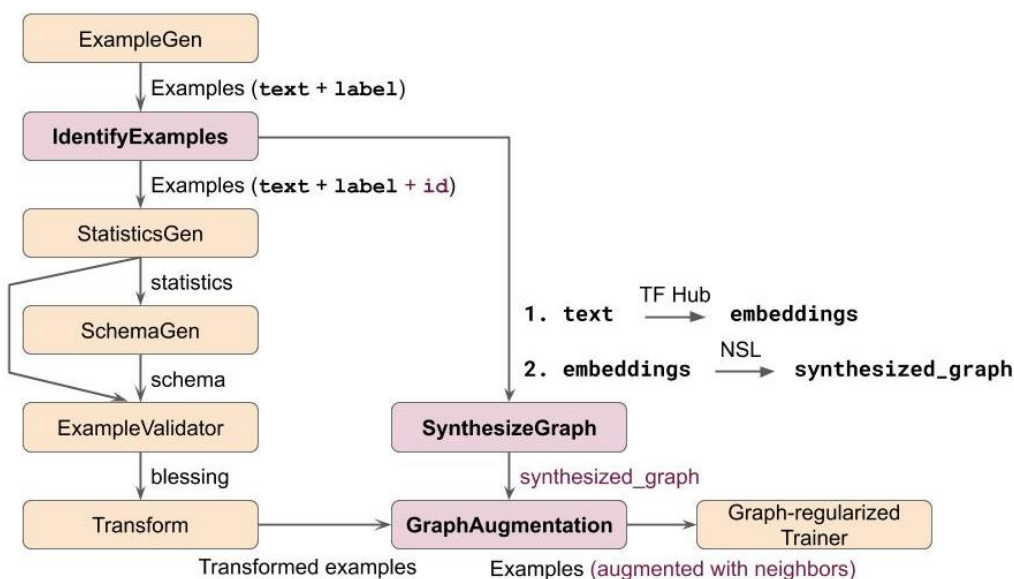 ExampleGen
Examples (text + label)
IdentifyExamples
Examples (text + label + id)
StatisticsGen
statistics
SchemaGen
schema
ExampleValidator
blessing
Transform
Transformed examples
1. text TF Hub embeddings
2. embeddings NSL synthesized_graph
SynthesizeGraph
synthesized_graph
GraphAugmentation
Examples (augmented with neighbors)
Graph-regularized
Trainer